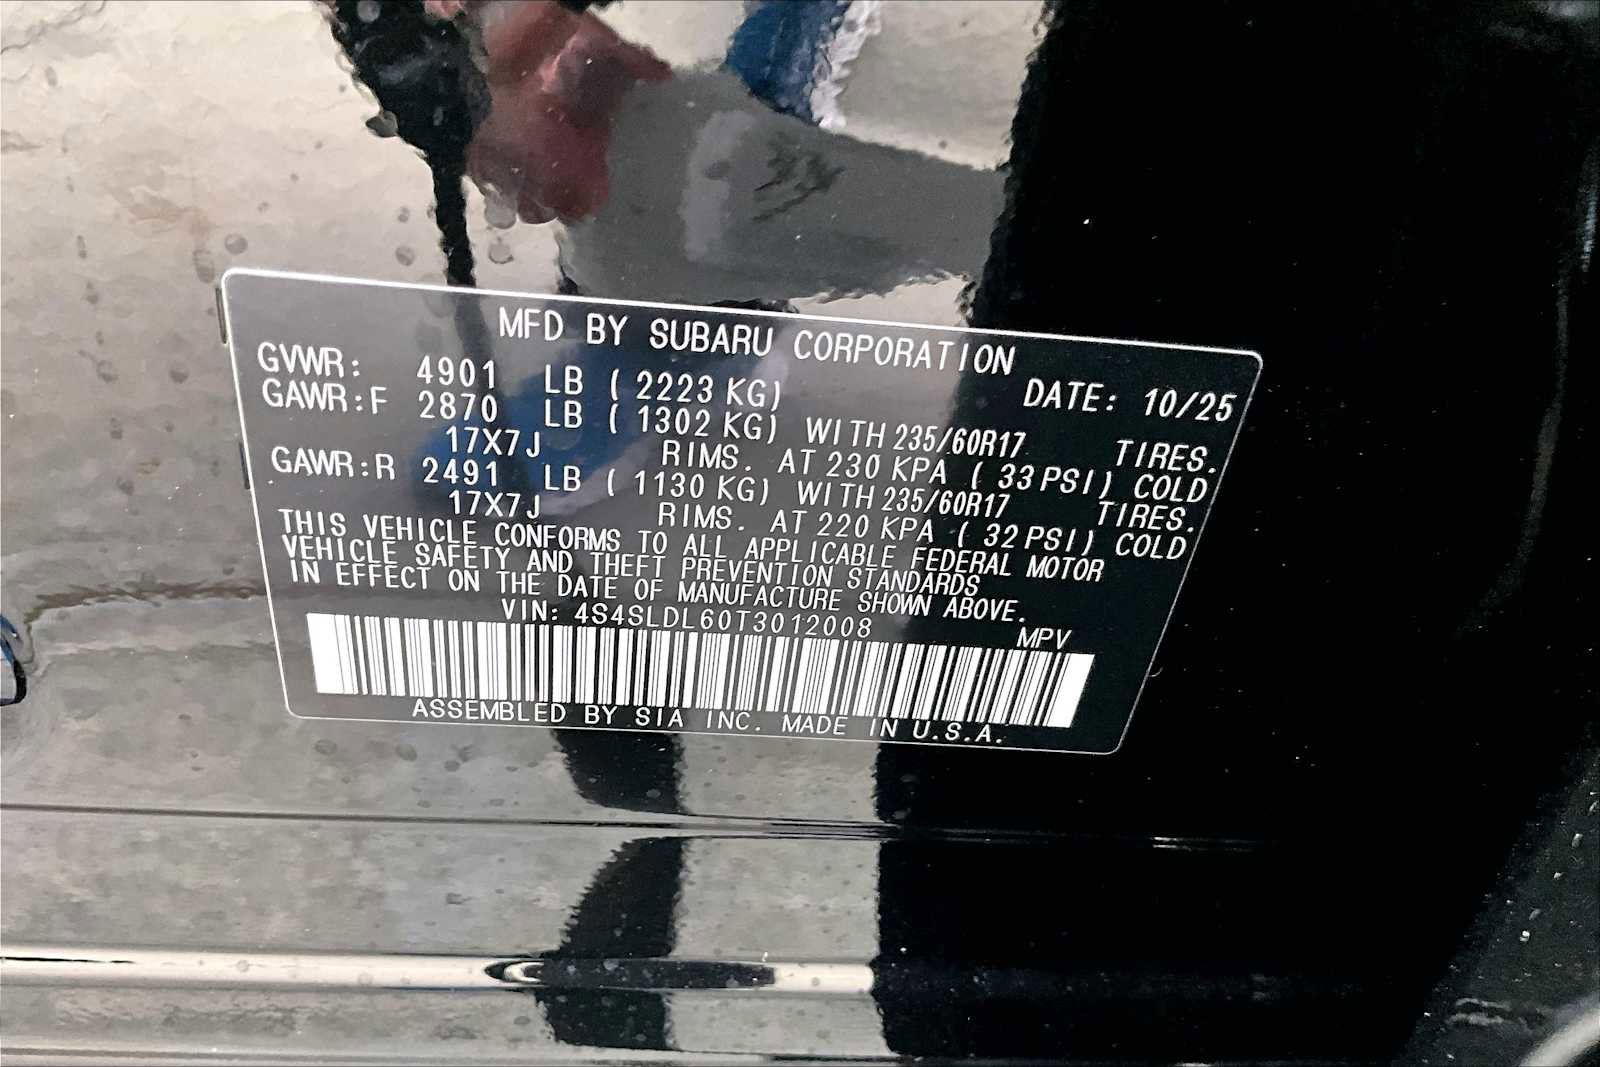 MFD BY SUBARU CORPORATION
GVWR: 4901 LB ( 2223 KG) DATE: 10/25
GAWR:F 2870 LB ( 1302 KG) WITH 235/60R17 TIRES.
17X7J RIMS. AT 230 KPA ( 33 PSI) COLD
GAWR:R 2491 LB ( 1130 KG) WITH 235/60R17 TIRES.
17X7J RIMS. AT 220 KPA ( 32 PSI) COLD
THIS VEHICLE CONFORMS TO ALL APPLICABLE FEDERAL MOTOR
VEHICLE SAFETY AND THEFT PREVENTION STANDARDS
IN EFFECT ON THE DATE OF MANUFACTURE SHOWN ABOVE.
VIN: 4S4SLDL60T3012008 MPV
ASSEMBLED BY SIA INC. MADE IN U.S.A.